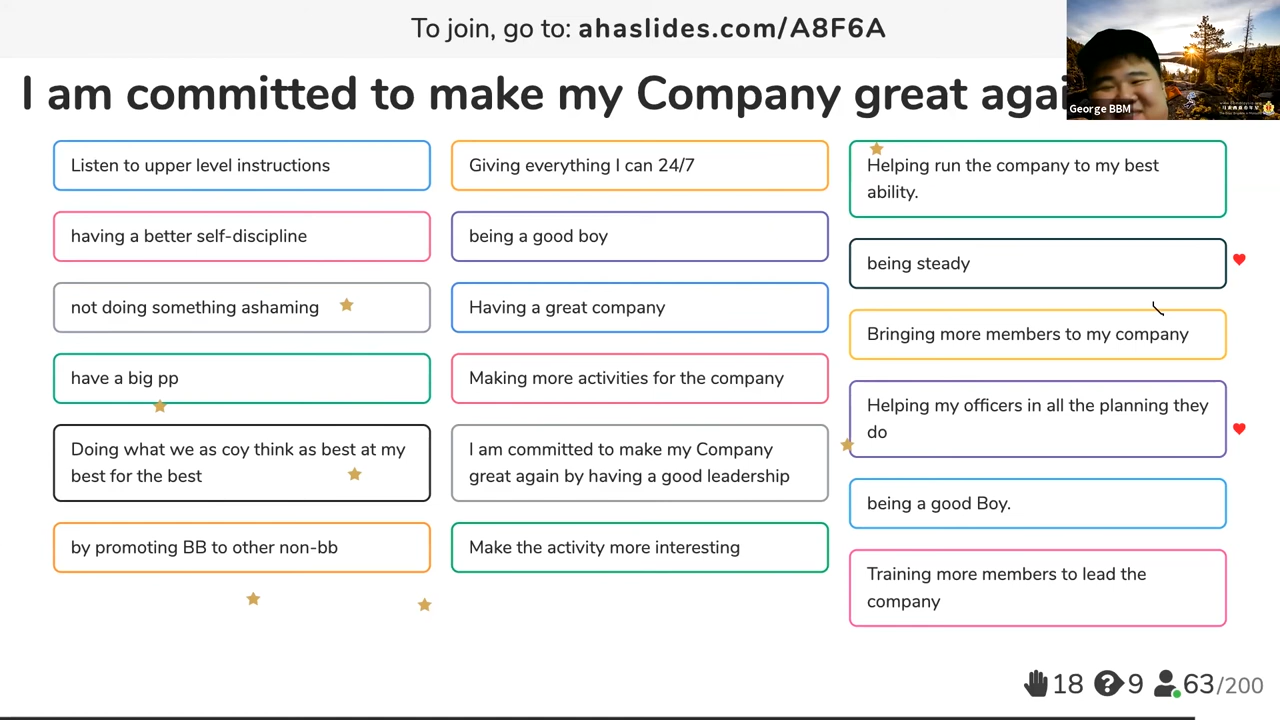 To join, go to: ahaslides.com/A8F6A
I am committed to make my Company great agai
George BBM
Listen to upper level instructions
having a better self-discipline
not doing something ashaming
have a big pp
Doing what we as coy think as best at my
best for the best
by promoting BB to other non-bb
Giving everything I can 24/7
being a good boy
Having a great company
Making more activities for the company
I am committed to make my Company
great again by having a good leadership
Make the activity more interesting
Helping run the company to my best
ability.
being steady
Bringing more members to my company
Helping my officers in all the planning they
do
being a good Boy.
Training more members to lead the
company
18 9 63/200